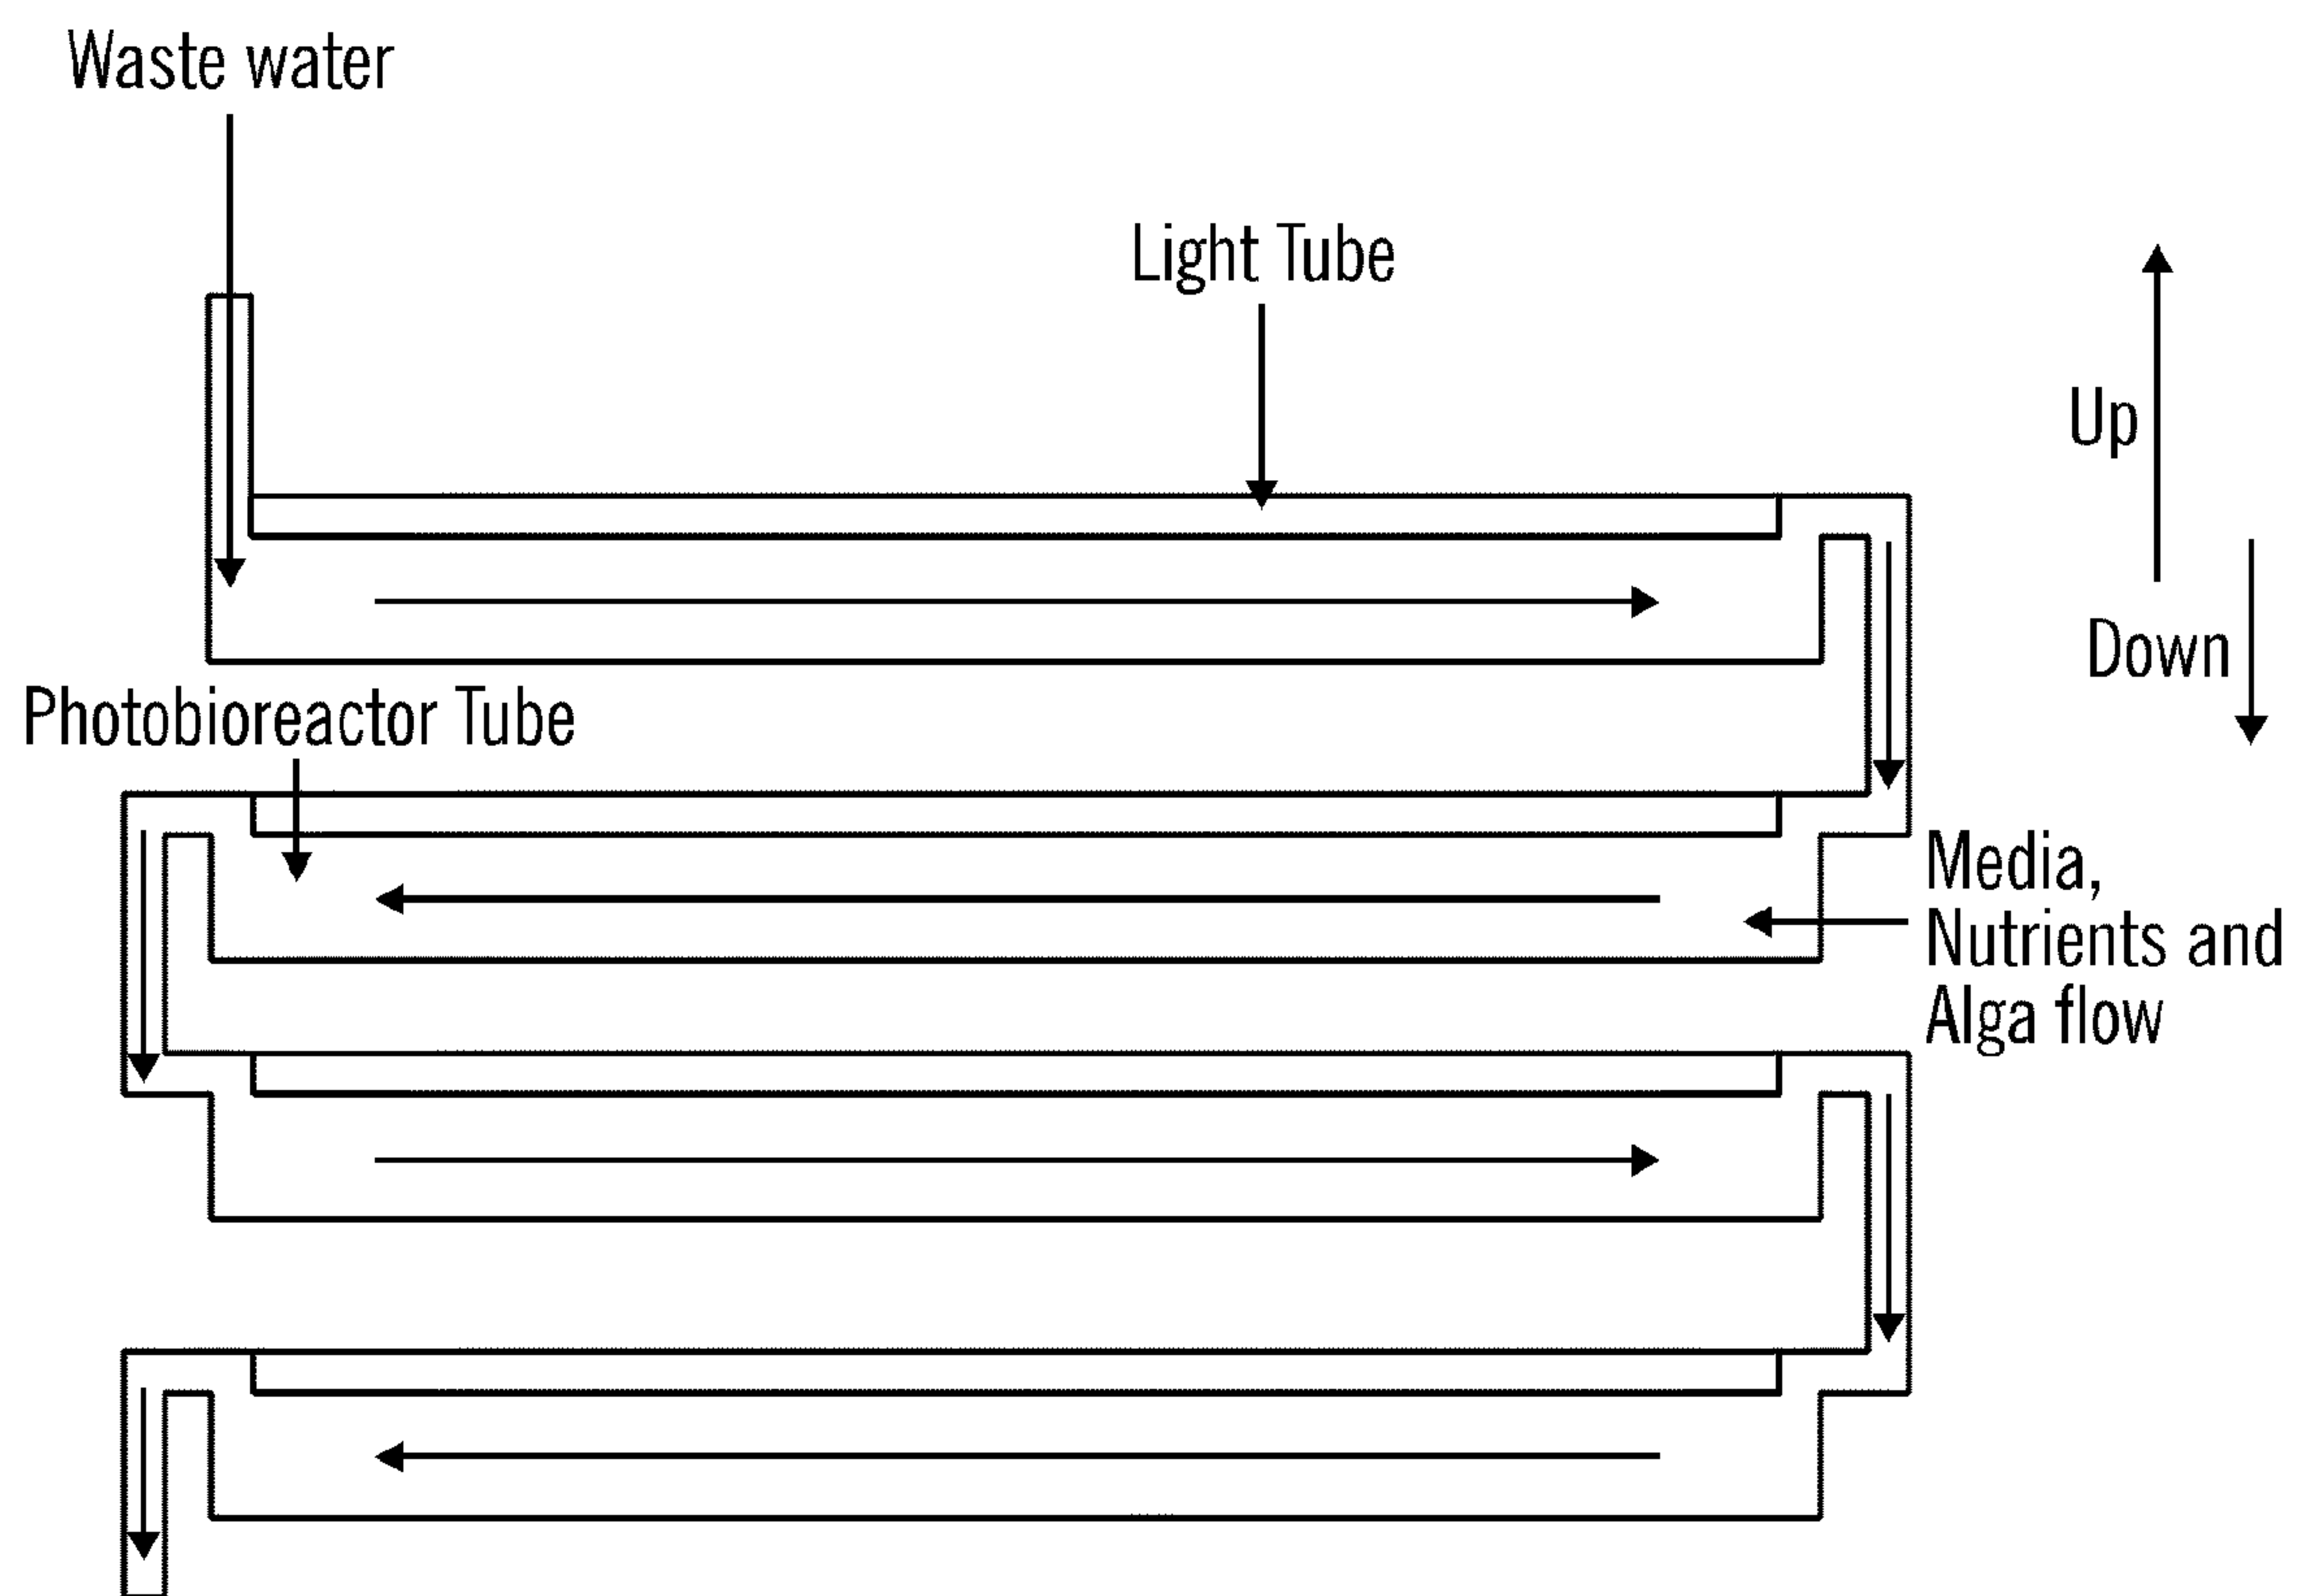 Waste water
Light Tube
Up
Down
Photobioreactor Tube
Media,
Nutrients and
Alga flow